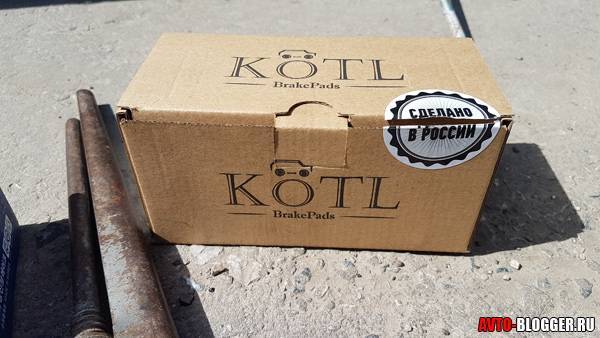 KÖTL
BrakePads
СДЕЛАНО
В РОССИИ
KÖTL
BrakePads
AVTO-BLOGGER.RU